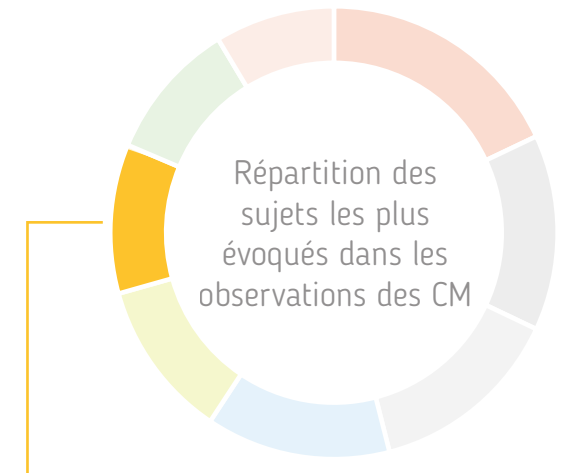 Répartition des
sujets les plus
évoqués dans les
observations des CM